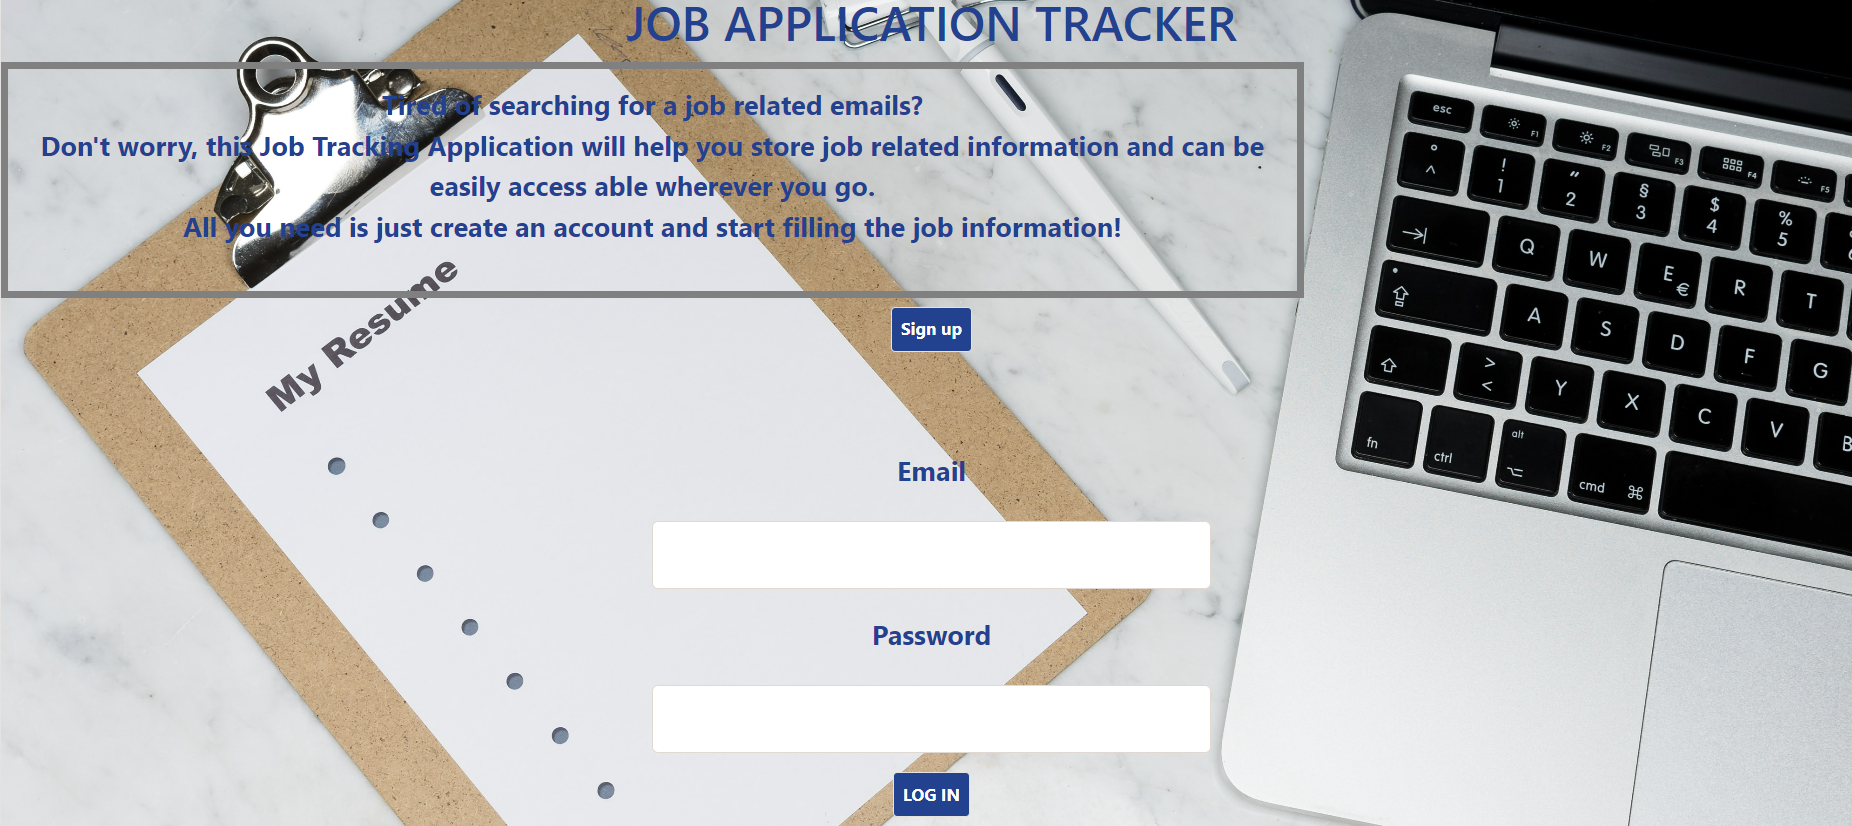 JOB APPLICATION TRACKER
Tired of searching for a job related emails?
Don't worry, this Job Tracking Application will help you store job related information and can be
easily access able wherever you go.
All you need is just create an account and start filling the job information!
Sign up
My Resume
Email
Password
LOG IN
esc F1 F2 F3 F4 F5
° ^ ! 1 " 2 § 3 $ 4 % 5
Q W E € R T
A S D F G
> < Y X C V B
fn ctrl alt cmd ⌘